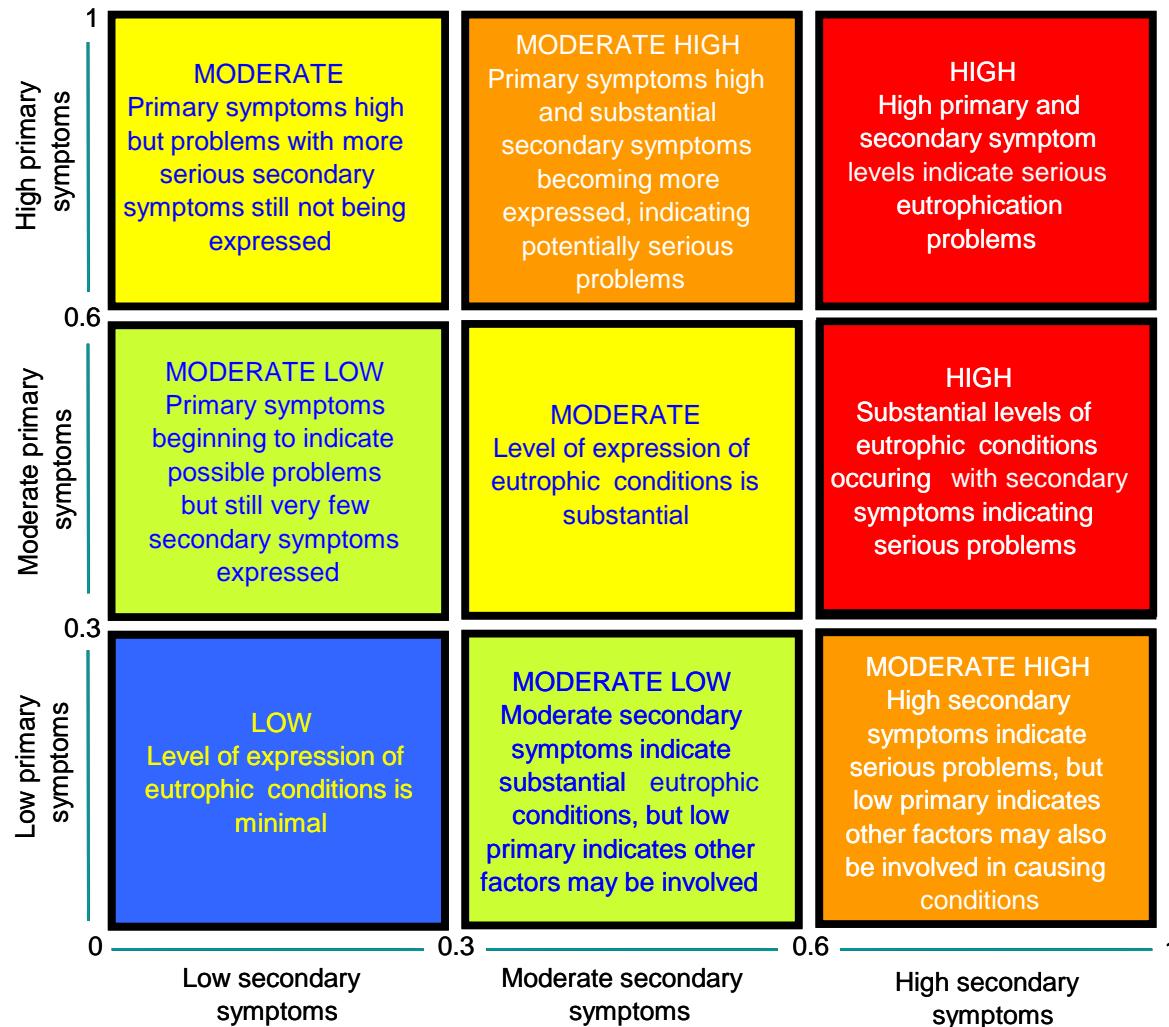 1
High primary
symptoms
MODERATE
Primary symptoms high
but problems with more
serious secondary
symptoms still not being
expressed
MODERATE HIGH
Primary symptoms high
and substantial
secondary symptoms
becoming more
expressed, indicating
potentially serious
problems
HIGH
High primary and
secondary symptom
levels indicate serious
eutrophication
problems
0.6
Moderate primary
symptoms
MODERATE LOW
Primary symptoms
beginning to indicate
possible problems
but still very few
secondary symptoms
expressed
MODERATE
Level of expression of
eutrophic conditions is
substantial
HIGH
Substantial levels of
eutrophic conditions
occuring with secondary
symptoms indicating
serious problems
0.3
Low primary
symptoms
LOW
Level of expression of
eutrophic conditions is
minimal
MODERATE LOW
Moderate secondary
symptoms indicate
substantial eutrophic
conditions, but low
primary indicates other
factors may be involved
MODERATE HIGH
High secondary
symptoms indicate
serious problems, but
low primary indicates
other factors may also
be involved in causing
conditions
0
0.3
0.6
1
Low secondary
symptoms
Moderate secondary
symptoms
High secondary
symptoms